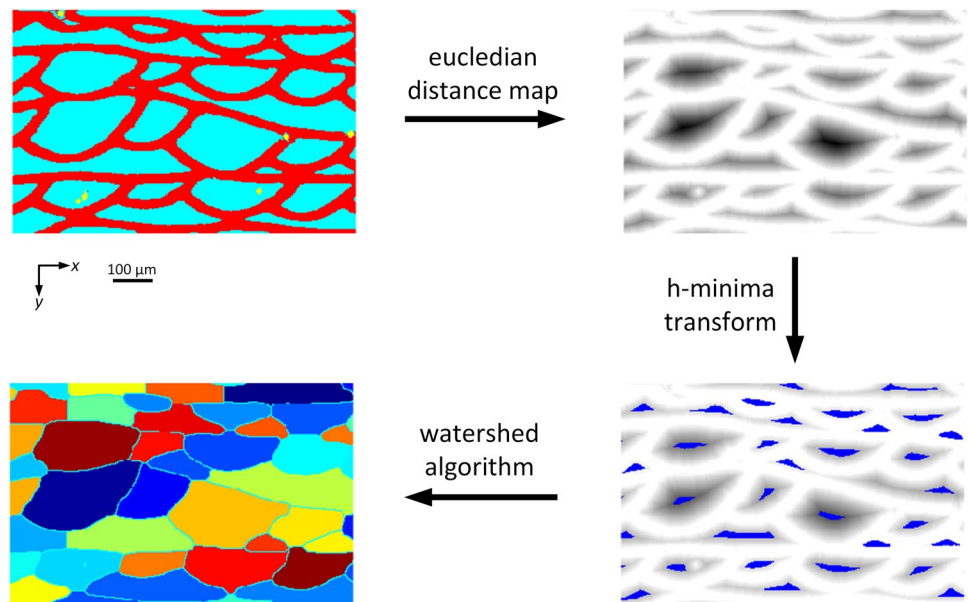 eucledian
distance map
x
y
100 µm
h-minima
transform
watershed
algorithm